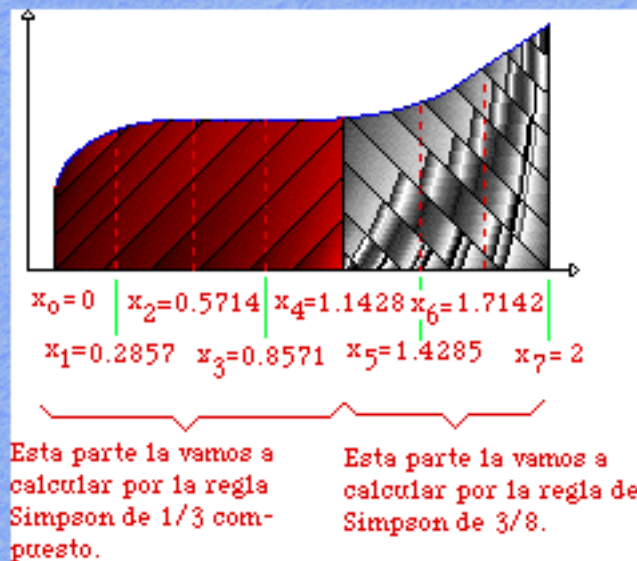 x₀=0 x₂=0.5714 x₄=1.1428 x₆=1.7142
x₁=0.2857 x₃=0.8571 x₅=1.4285 x₇=2
Esta parte la vamos a
calcular por la regla
Simpson de 1/3 com-
puesto.
Esta parte la vamos a
calcular por la regla de
Simpson de 3/8.